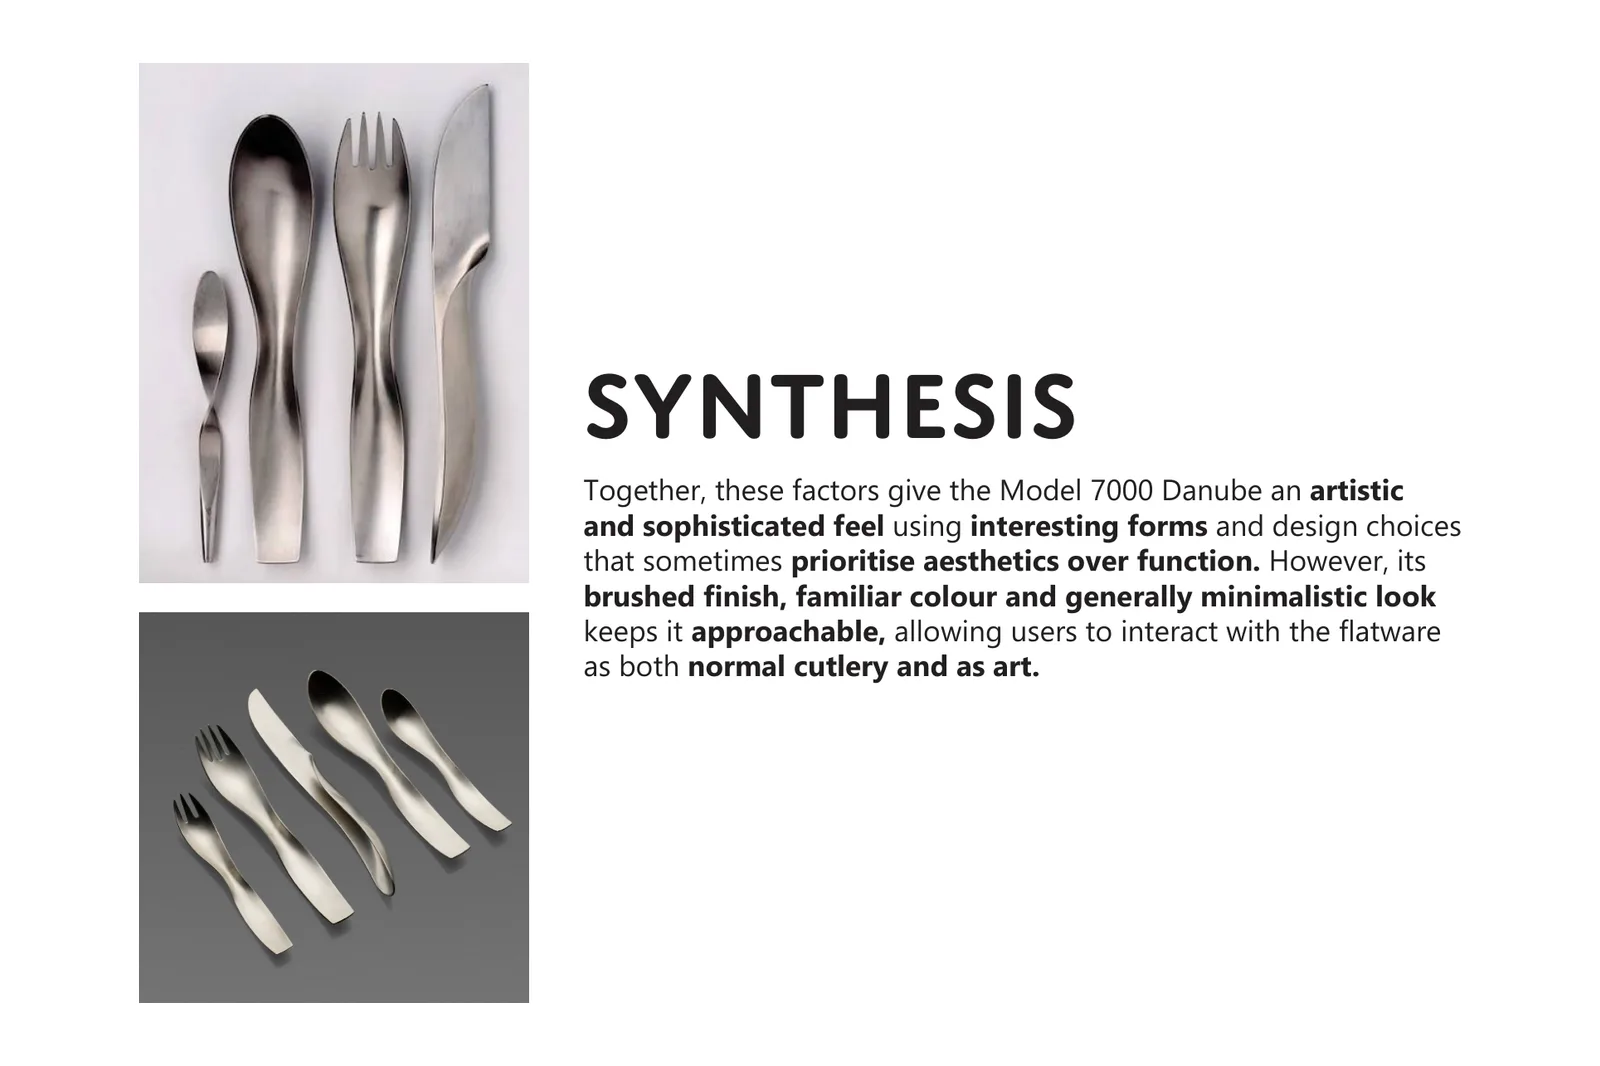 SYNTHESIS
Together, these factors give the Model 7000 Danube an artistic
and sophisticated feel using interesting forms and design choices
that sometimes prioritise aesthetics over function. However, its
brushed finish, familiar colour and generally minimalistic look
keeps it approachable, allowing users to interact with the flatware
as both normal cutlery and as art.